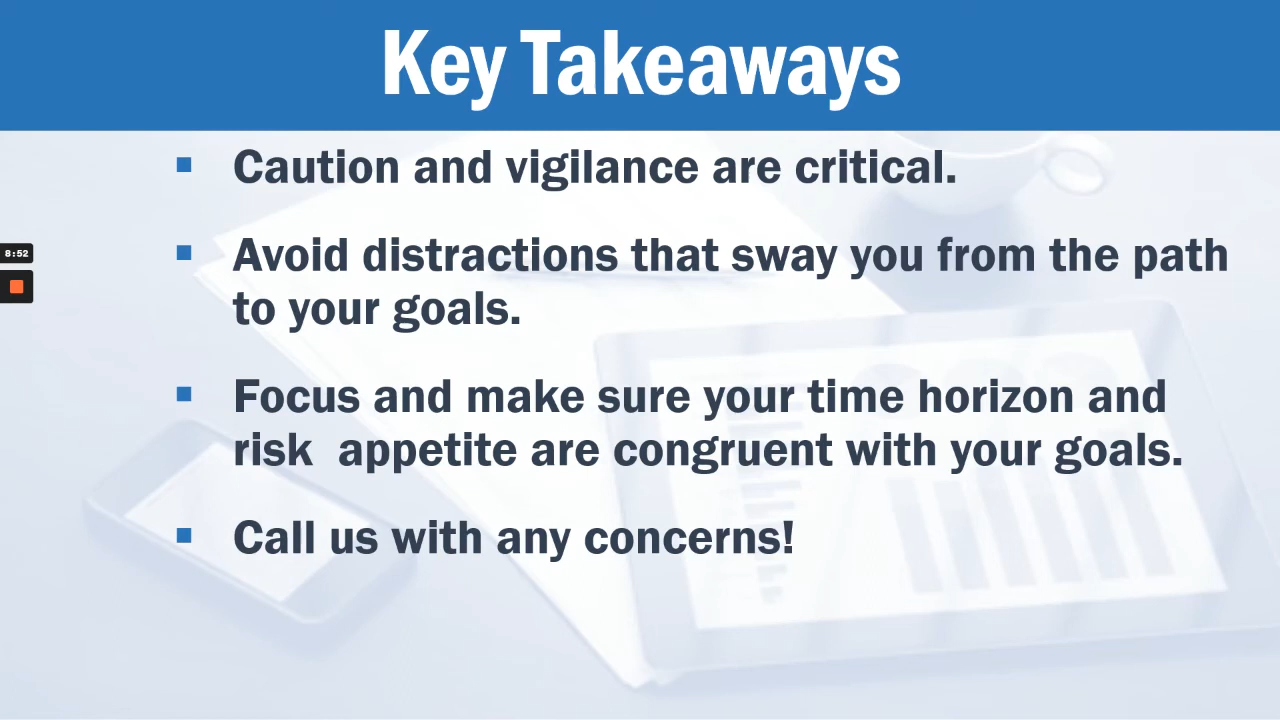 Key Takeaways
Caution and vigilance are critical.
Avoid distractions that sway you from the path
to your goals.
Focus and make sure your time horizon and
risk  appetite are congruent with your goals.
Call us with any concerns!
8:52